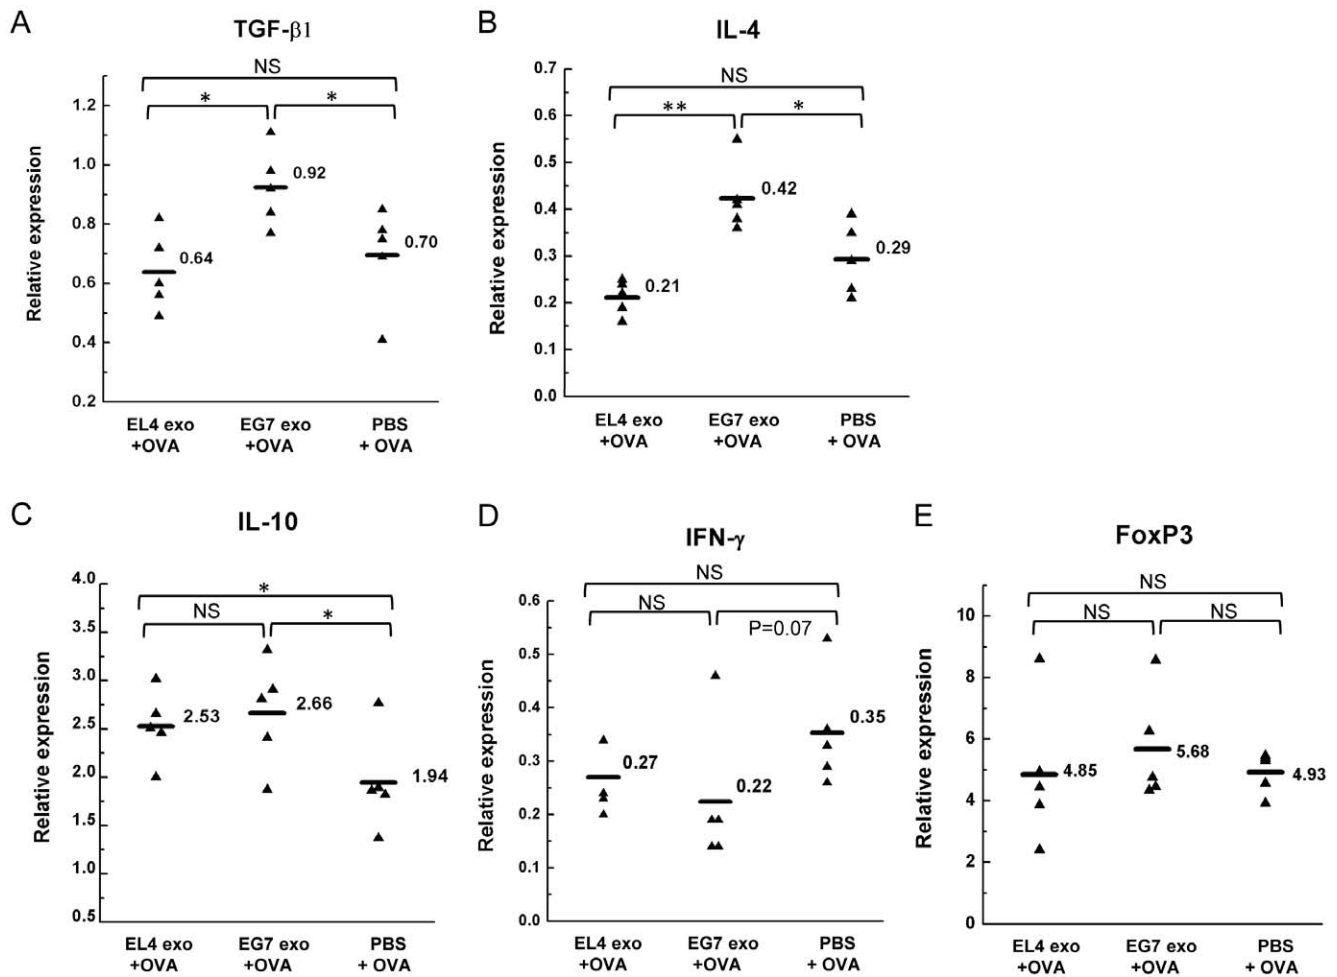 A
TGF-β1
NS
*
*
1.2
1.0
0.8
0.6
0.4
0.2
Relative expression
0.64
0.92
0.70
EL4 exo
+OVA
EG7 exo
+OVA
PBS
+ OVA
B
IL-4
NS
**
*
0.7
0.6
0.5
0.4
0.3
0.2
0.1
0.0
Relative expression
0.21
0.42
0.29
EL4 exo
+OVA
EG7 exo
+OVA
PBS
+ OVA
C
IL-10
*
NS
*
4.0
3.5
3.0
2.5
2.0
1.5
1.0
0.5
Relative expression
2.53
2.66
1.94
EL4 exo
+OVA
EG7 exo
+OVA
PBS
+ OVA
D
IFN-γ
NS
NS
P=0.07
0.6
0.5
0.4
0.3
0.2
0.1
0.0
Relative expression
0.27
0.22
0.35
EL4 exo
+OVA
EG7 exo
+OVA
PBS
+ OVA
E
FoxP3
NS
NS
NS
10
8
6
4
2
0
Relative expression
4.85
5.68
4.93
EL4 exo
+OVA
EG7 exo
+OVA
PBS
+ OVA